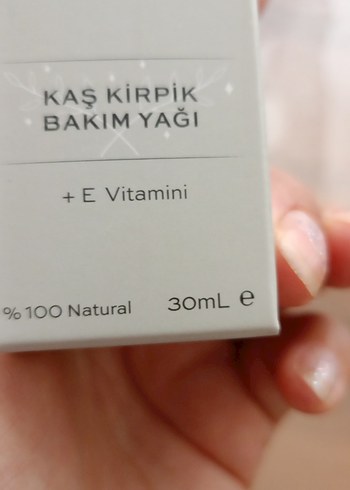 KAŞ KİRPİK
BAKIM YAĞI
+ E Vitamini
%100 Natural 30mL e